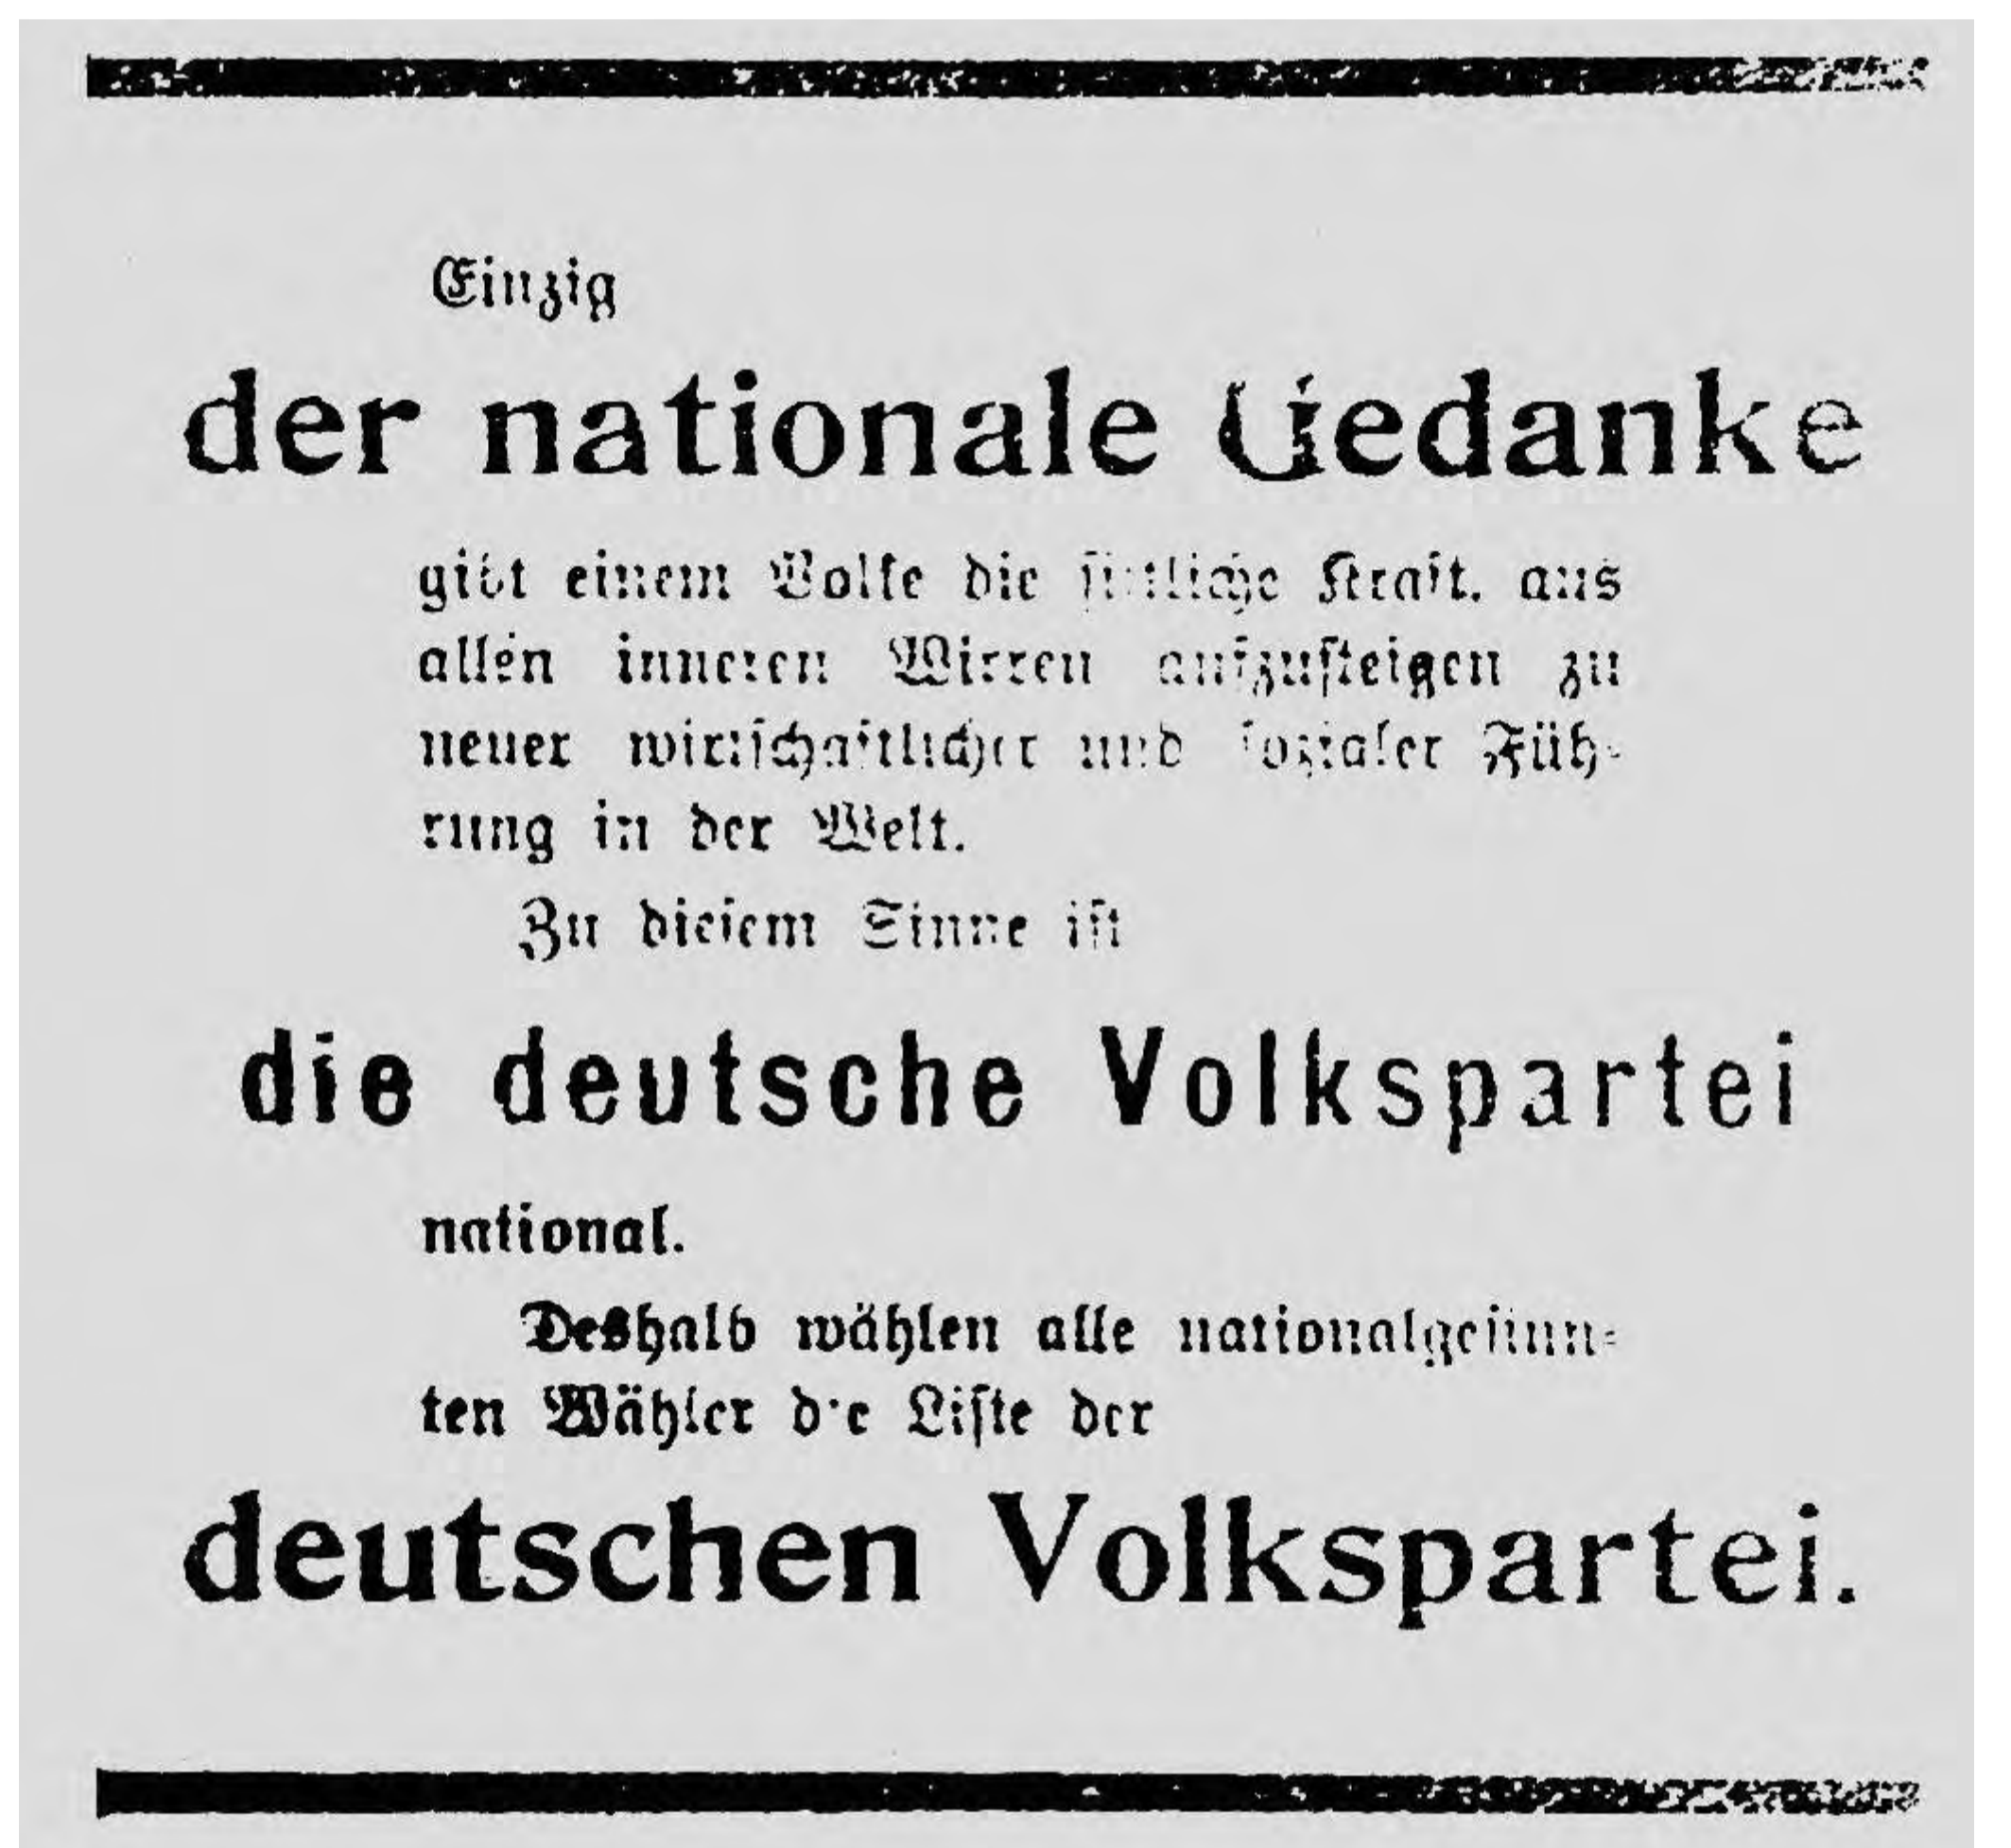 Einzig
der nationale Gedanke
gibt einem Volke die sittliche Kraft, aus
allen inneren Wirren aufzusteigen zu
neuer wirtschaftlicher und sozialer Füh-
rung in der Welt.
Zu diesem Sinne ist
die deutsche Volkspartei
national.
Deshalb wählen alle nationalgesinn-
ten Wähler die Liste der
deutschen Volkspartei.